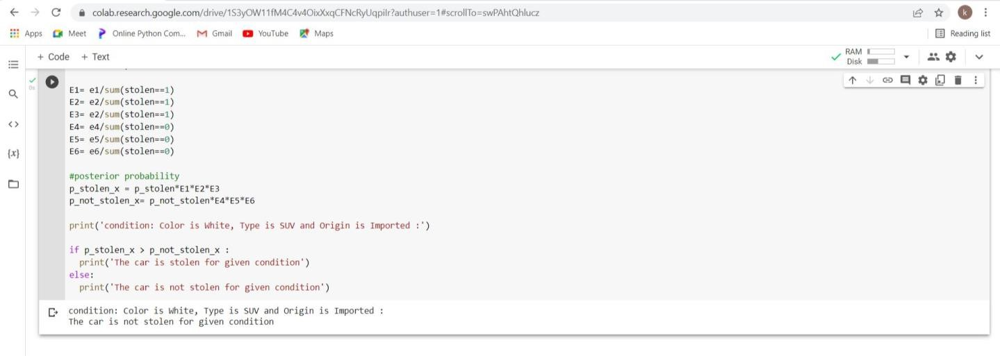 colab.research.google.com/drive/1S3yOW11fM4C4v4OixXxqCFNcRyUqpiIr?authuser=1#scrollTo=swPAhtQhlucz
k
Apps Meet Online Python Com... Gmail YouTube Maps Reading list
+ Code + Text
RAM
Disk
0s
{x}
E1= e1/sum(stolen==1)
E2= e2/sum(stolen==1)
E3= e2/sum(stolen==1)
E4= e4/sum(stolen==0)
E5= e5/sum(stolen==0)
E6= e6/sum(stolen==0)
#posterior probability
p_stolen_x = p_stolen*E1*E2*E3
p_not_stolen_x= p_not_stolen*E4*E5*E6
print('condition: Color is White, Type is SUV and Origin is Imported :')
if p_stolen_x > p_not_stolen_x :
print('The car is stolen for given condition')
else:
print('The car is not stolen for given condition')
condition: Color is White, Type is SUV and Origin is Imported :
The car is not stolen for given condition